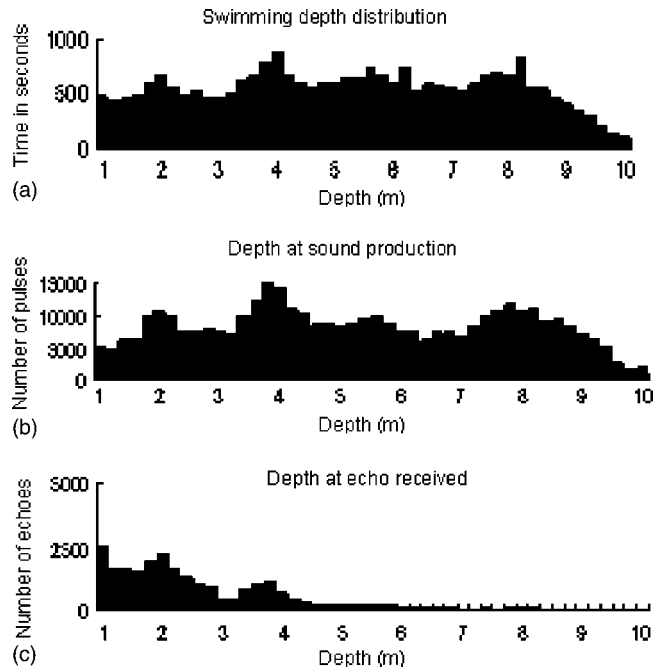 Swimming depth distribution
1000
500
0
Time in seconds
1 2 3 4 5 6 7 8 9 10
(a)
Depth (m)
Depth at sound production
Number of pulses
10000
0
1 2 3 4 5 6 7 8 9 10
(b)
Depth (m)
Depth at echo received
Number of echoes
2500
0
1 2 3 4 5 6 7 8 9 10
(c)
Depth (m)